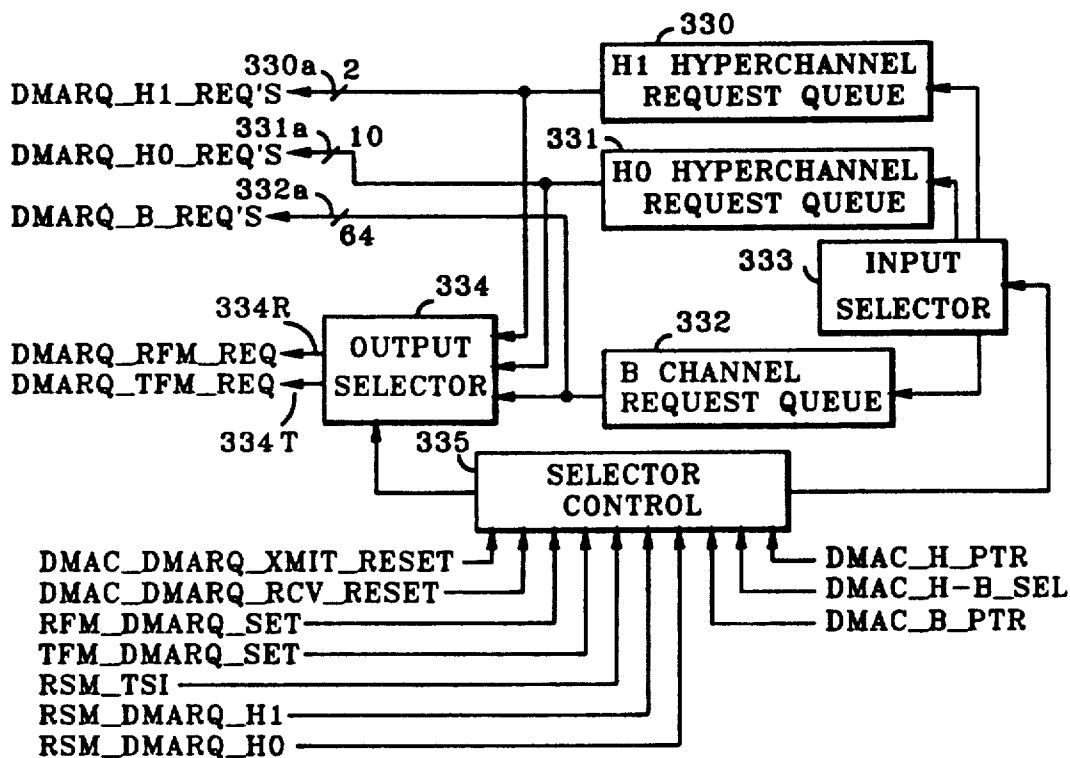 330
330a
2
H1 HYPERCHANNEL
REQUEST QUEUE
DMARQ_H1_REQ'S
331a
10
331
DMARQ_H0_REQ'S
H0 HYPERCHANNEL
REQUEST QUEUE
332a
DMARQ_B_REQ'S
64
333
INPUT
SELECTOR
334
334R
332
DMARQ_RFM_REQ
OUTPUT
SELECTOR
DMARQ_TFM_REQ
B CHANNEL
REQUEST QUEUE
334T
335
SELECTOR
CONTROL
DMAC_DMARQ_XMIT_RESET
DMAC_H_PTR
DMAC_DMARQ_RCV_RESET
DMAC_H-B_SEL
RFM_DMARQ_SET
DMAC_B_PTR
TFM_DMARQ_SET
RSM_TSI
RSM_DMARQ_H1
RSM_DMARQ_H0